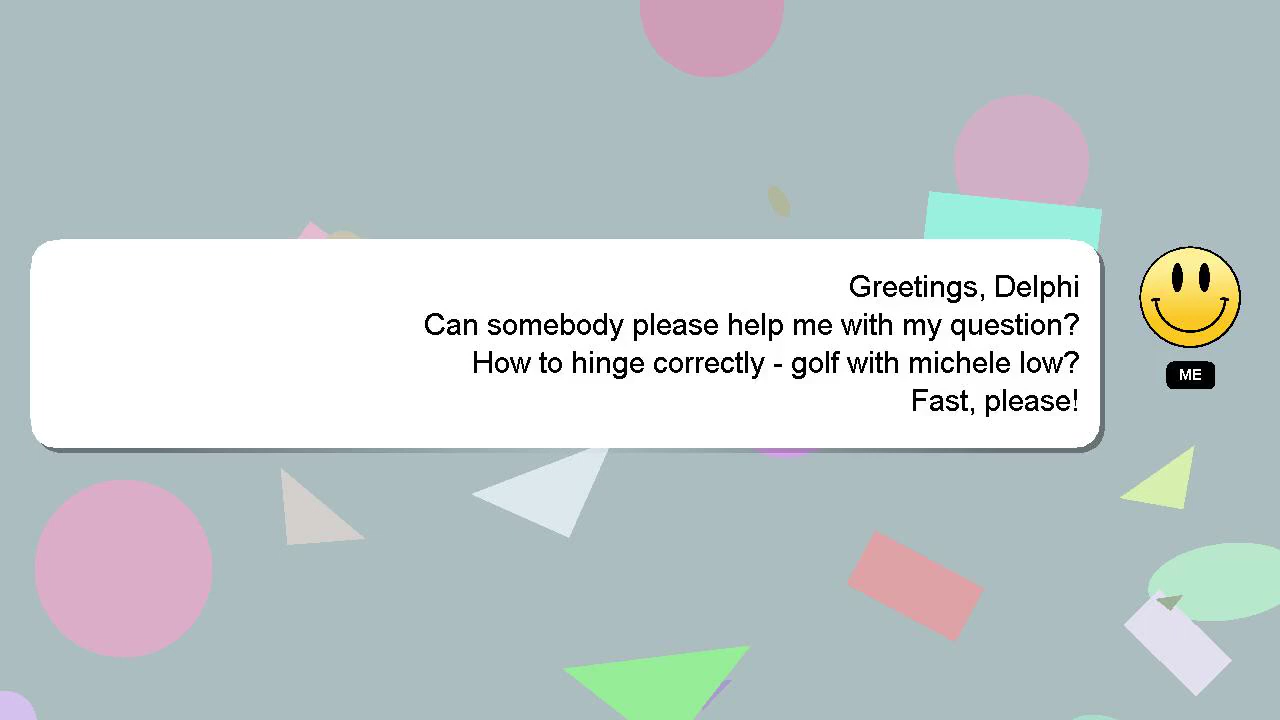 Greetings, Delphi
Can somebody please help me with my question?
How to hinge correctly - golf with michele low?
Fast, please!
ME